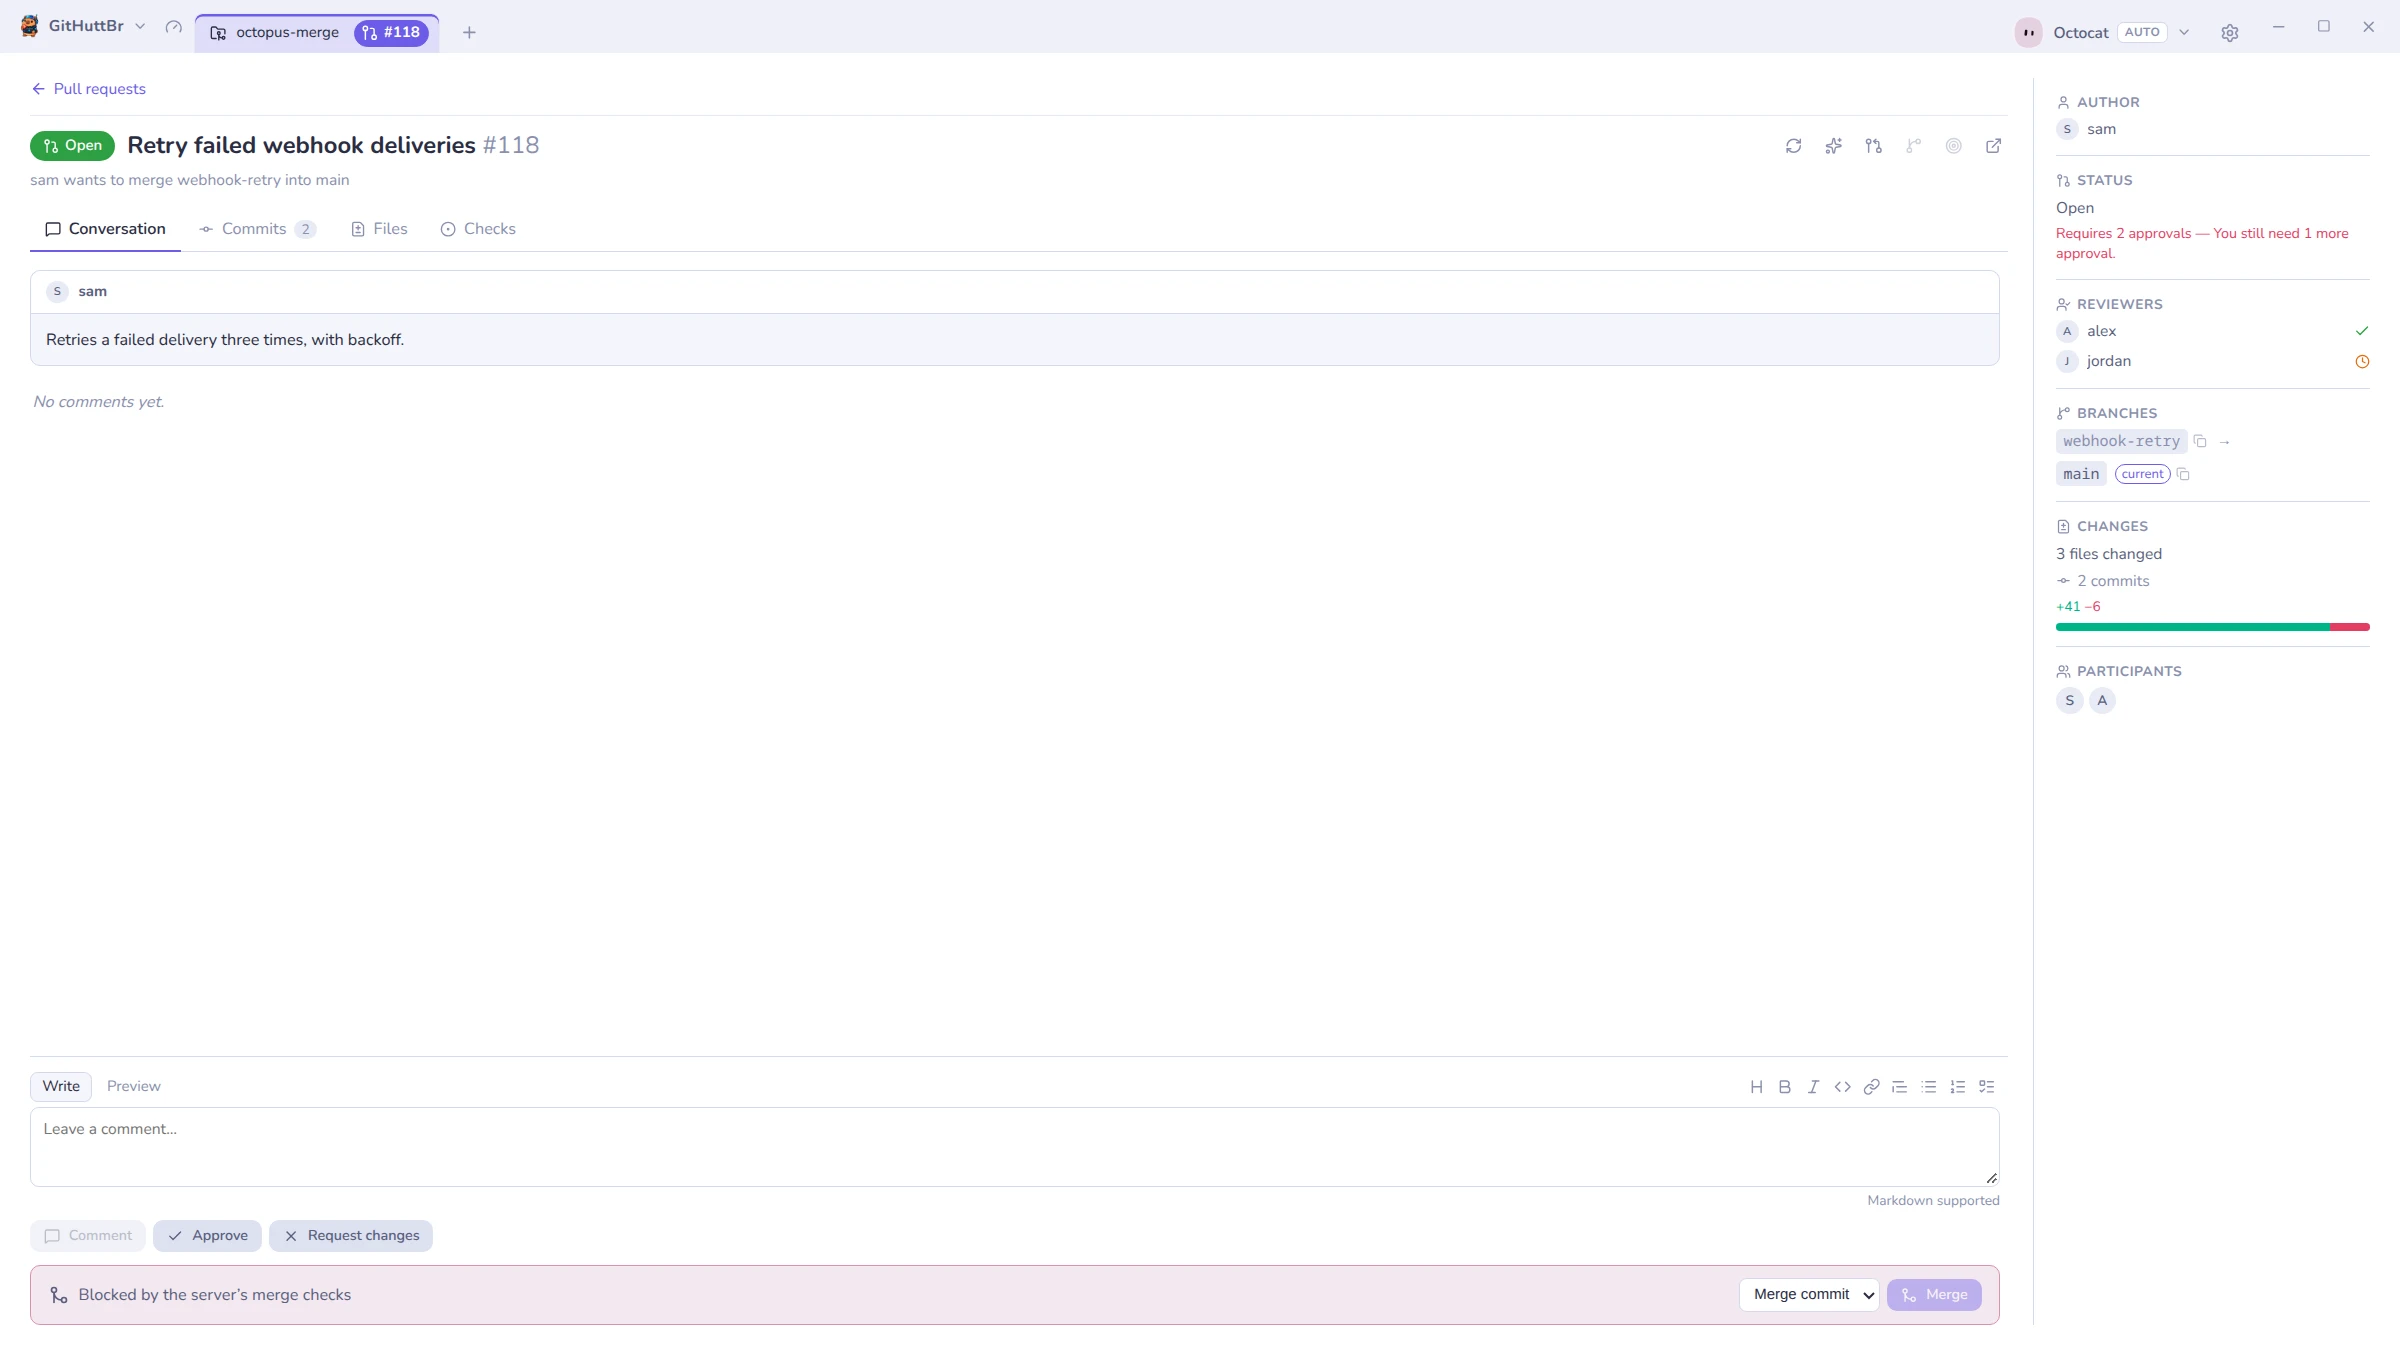 GitHuttBr
octopus-merge #118
Octocat AUTO
Pull requests
Open Retry failed webhook deliveries #118
sam wants to merge webhook-retry into main
Conversation Commits 2 Files Checks
S sam
Retries a failed delivery three times, with backoff.
No comments yet.
Write Preview
Leave a comment...
Markdown supported
Comment Approve Request changes
Blocked by the server’s merge checks
Merge commit Merge
AUTHOR
S sam
STATUS
Open
Requires 2 approvals — You still need 1 more
approval.
REVIEWERS
A alex
J jordan
BRANCHES
webhook-retry →
main current
CHANGES
3 files changed
2 commits
+41 −6
PARTICIPANTS
S A